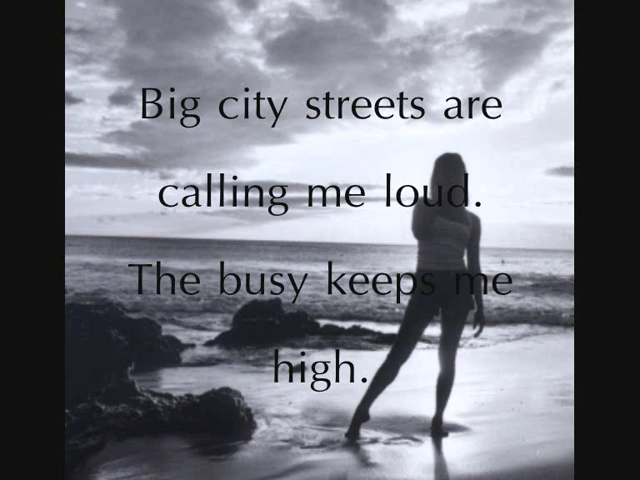 Big city streets are
calling me loud.
The busy keeps me
high.